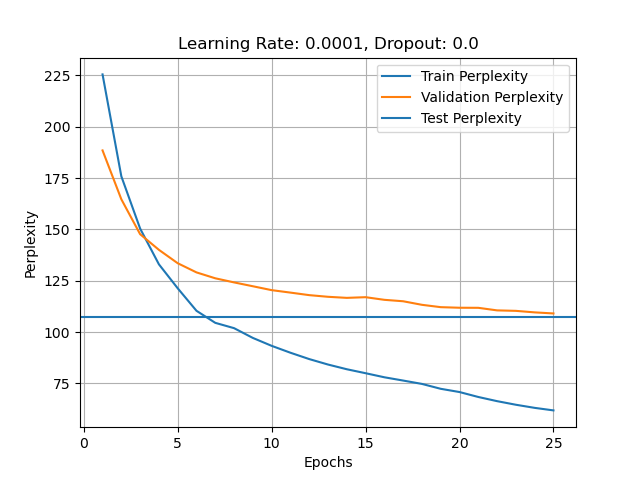 Learning Rate: 0.0001, Dropout: 0.0
Train Perplexity
Validation Perplexity
Test Perplexity
Perplexity
225
200
175
150
125
100
75
0
5
10
15
20
25
Epochs